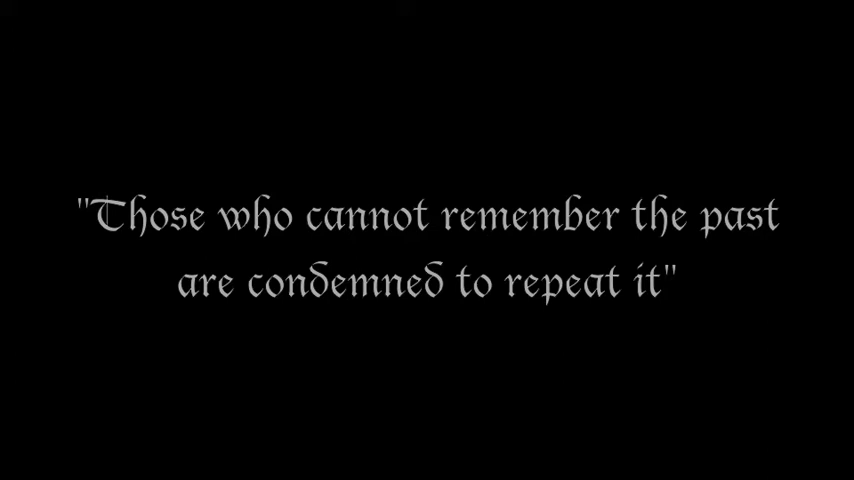 "Those who cannot remember the past
are condemned to repeat it"